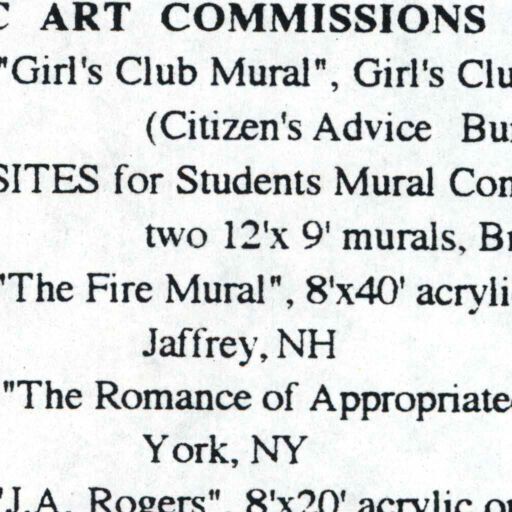 C ART COMMISSIONS
"Girl's Club Mural", Girl's Clu
(Citizen's Advice Bu
SITES for Students Mural Con
two 12'x 9' murals, Br
"The Fire Mural", 8'x40' acryli
Jaffrey, NH
"The Romance of Appropriate
York, NY
"J.A. Rogers", 8'x20' acrylic o